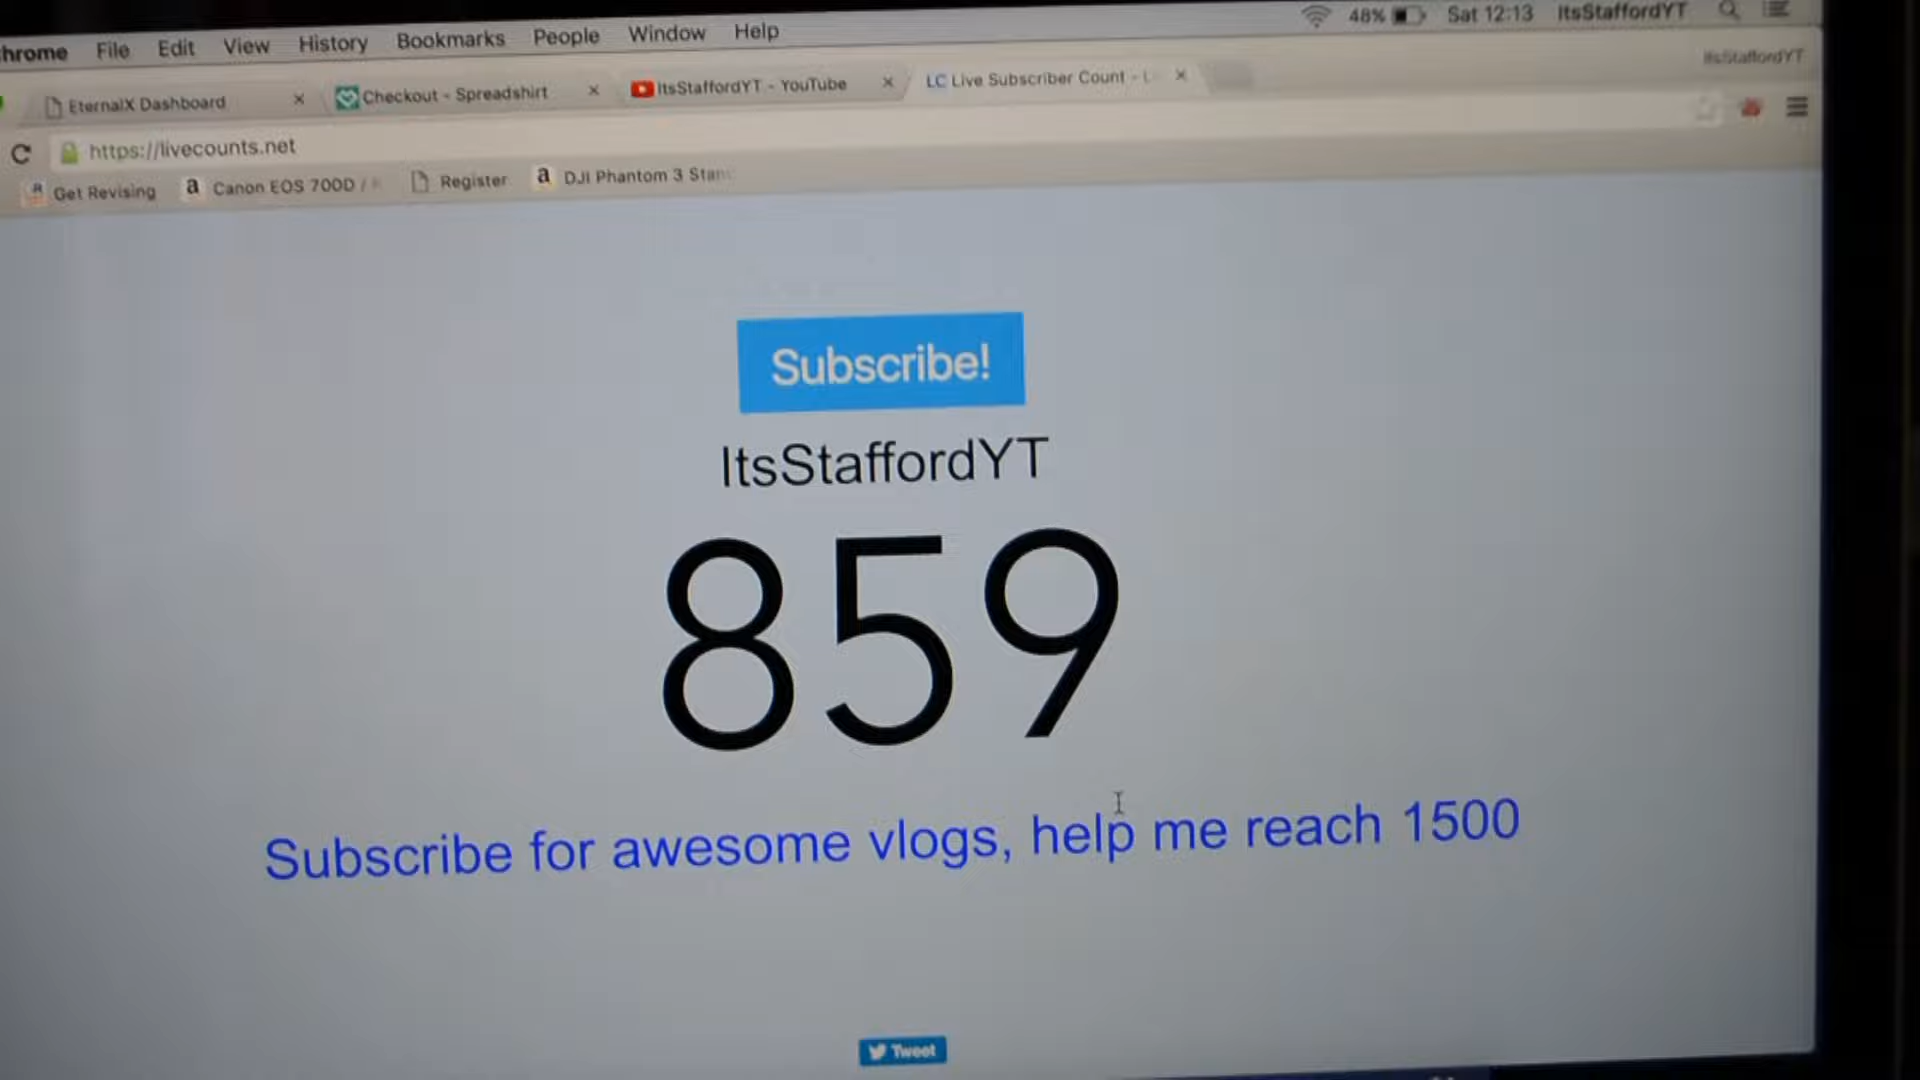 hrome File Edit View History Bookmarks People Window Help 48% Sat 12:13 ItsStaffordYT
ItsStaffordYT
EternalX Dashboard Checkout - Spreadshirt ItsStaffordYT - YouTube LC Live Subscriber Count - L
https://livecounts.net
Get Revising a Canon EOS 700D / Register a DJI Phantom 3 Stan
Subscribe!
ItsStaffordYT
859
Subscribe for awesome vlogs, help me reach 1500
Tweet